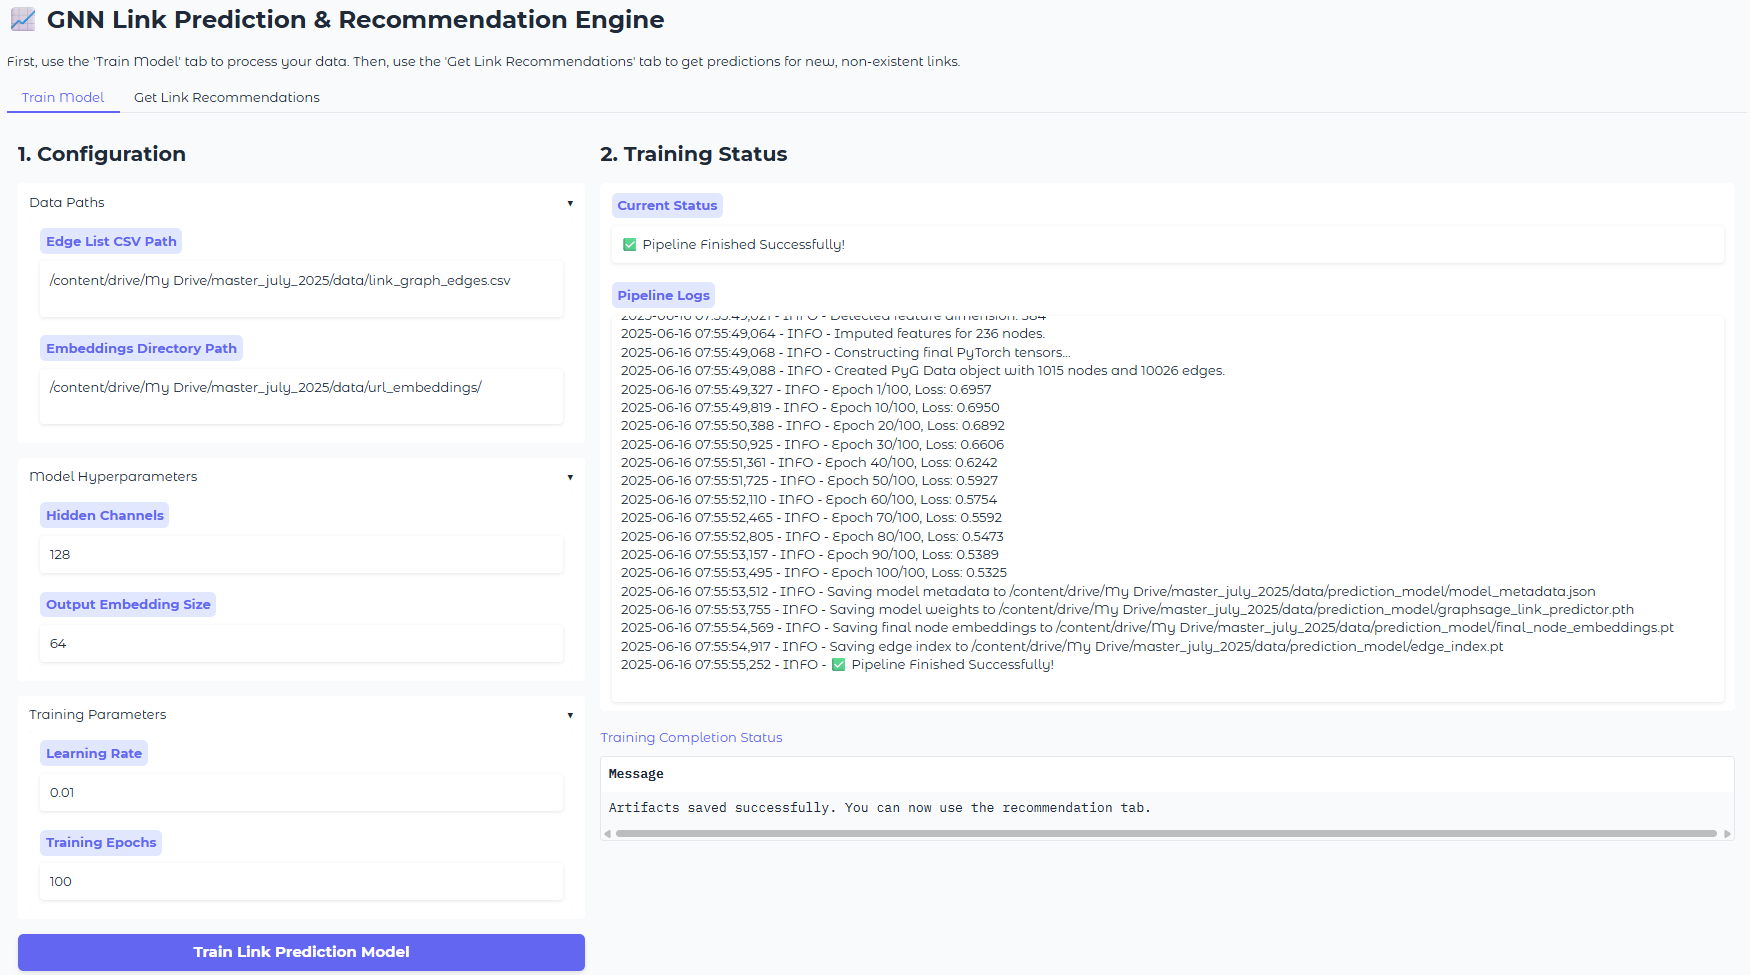 📈 GNN Link Prediction & Recommendation Engine
First, use the 'Train Model' tab to process your data. Then, use the 'Get Link Recommendations' tab to get predictions for new, non-existent links.
Train Model
Get Link Recommendations
1. Configuration
Data Paths
Edge List CSV Path
/content/drive/My Drive/master_july_2025/data/link_graph_edges.csv
Embeddings Directory Path
/content/drive/My Drive/master_july_2025/data/url_embeddings/
Model Hyperparameters
Hidden Channels
128
Output Embedding Size
64
Training Parameters
Learning Rate
0.01
Training Epochs
100
Train Link Prediction Model
2. Training Status
Current Status
✅ Pipeline Finished Successfully!
Pipeline Logs
2025-06-16 07:55:49,021 - INFO - Detected feature dimension: 384
2025-06-16 07:55:49,064 - INFO - Imputed features for 236 nodes.
2025-06-16 07:55:49,068 - INFO - Constructing final PyTorch tensors...
2025-06-16 07:55:49,088 - INFO - Created PyG Data object with 1015 nodes and 10026 edges.
2025-06-16 07:55:49,327 - INFO - Epoch 1/100, Loss: 0.6957
2025-06-16 07:55:49,819 - INFO - Epoch 10/100, Loss: 0.6950
2025-06-16 07:55:50,388 - INFO - Epoch 20/100, Loss: 0.6892
2025-06-16 07:55:50,925 - INFO - Epoch 30/100, Loss: 0.6606
2025-06-16 07:55:51,361 - INFO - Epoch 40/100, Loss: 0.6242
2025-06-16 07:55:51,725 - INFO - Epoch 50/100, Loss: 0.5927
2025-06-16 07:55:52,110 - INFO - Epoch 60/100, Loss: 0.5754
2025-06-16 07:55:52,465 - INFO - Epoch 70/100, Loss: 0.5592
2025-06-16 07:55:52,805 - INFO - Epoch 80/100, Loss: 0.5473
2025-06-16 07:55:53,157 - INFO - Epoch 90/100, Loss: 0.5389
2025-06-16 07:55:53,495 - INFO - Epoch 100/100, Loss: 0.5325
2025-06-16 07:55:53,512 - INFO - Saving model metadata to /content/drive/My Drive/master_july_2025/data/prediction_model/model_metadata.json
2025-06-16 07:55:53,755 - INFO - Saving model weights to /content/drive/My Drive/master_july_2025/data/prediction_model/graphsage_link_predictor.pth
2025-06-16 07:55:54,569 - INFO - Saving final node embeddings to /content/drive/My Drive/master_july_2025/data/prediction_model/final_node_embeddings.pt
2025-06-16 07:55:54,917 - INFO - Saving edge index to /content/drive/My Drive/master_july_2025/data/prediction_model/edge_index.pt
2025-06-16 07:55:55,252 - INFO - ✅ Pipeline Finished Successfully!
Training Completion Status
Message
Artifacts saved successfully. You can now use the recommendation tab.